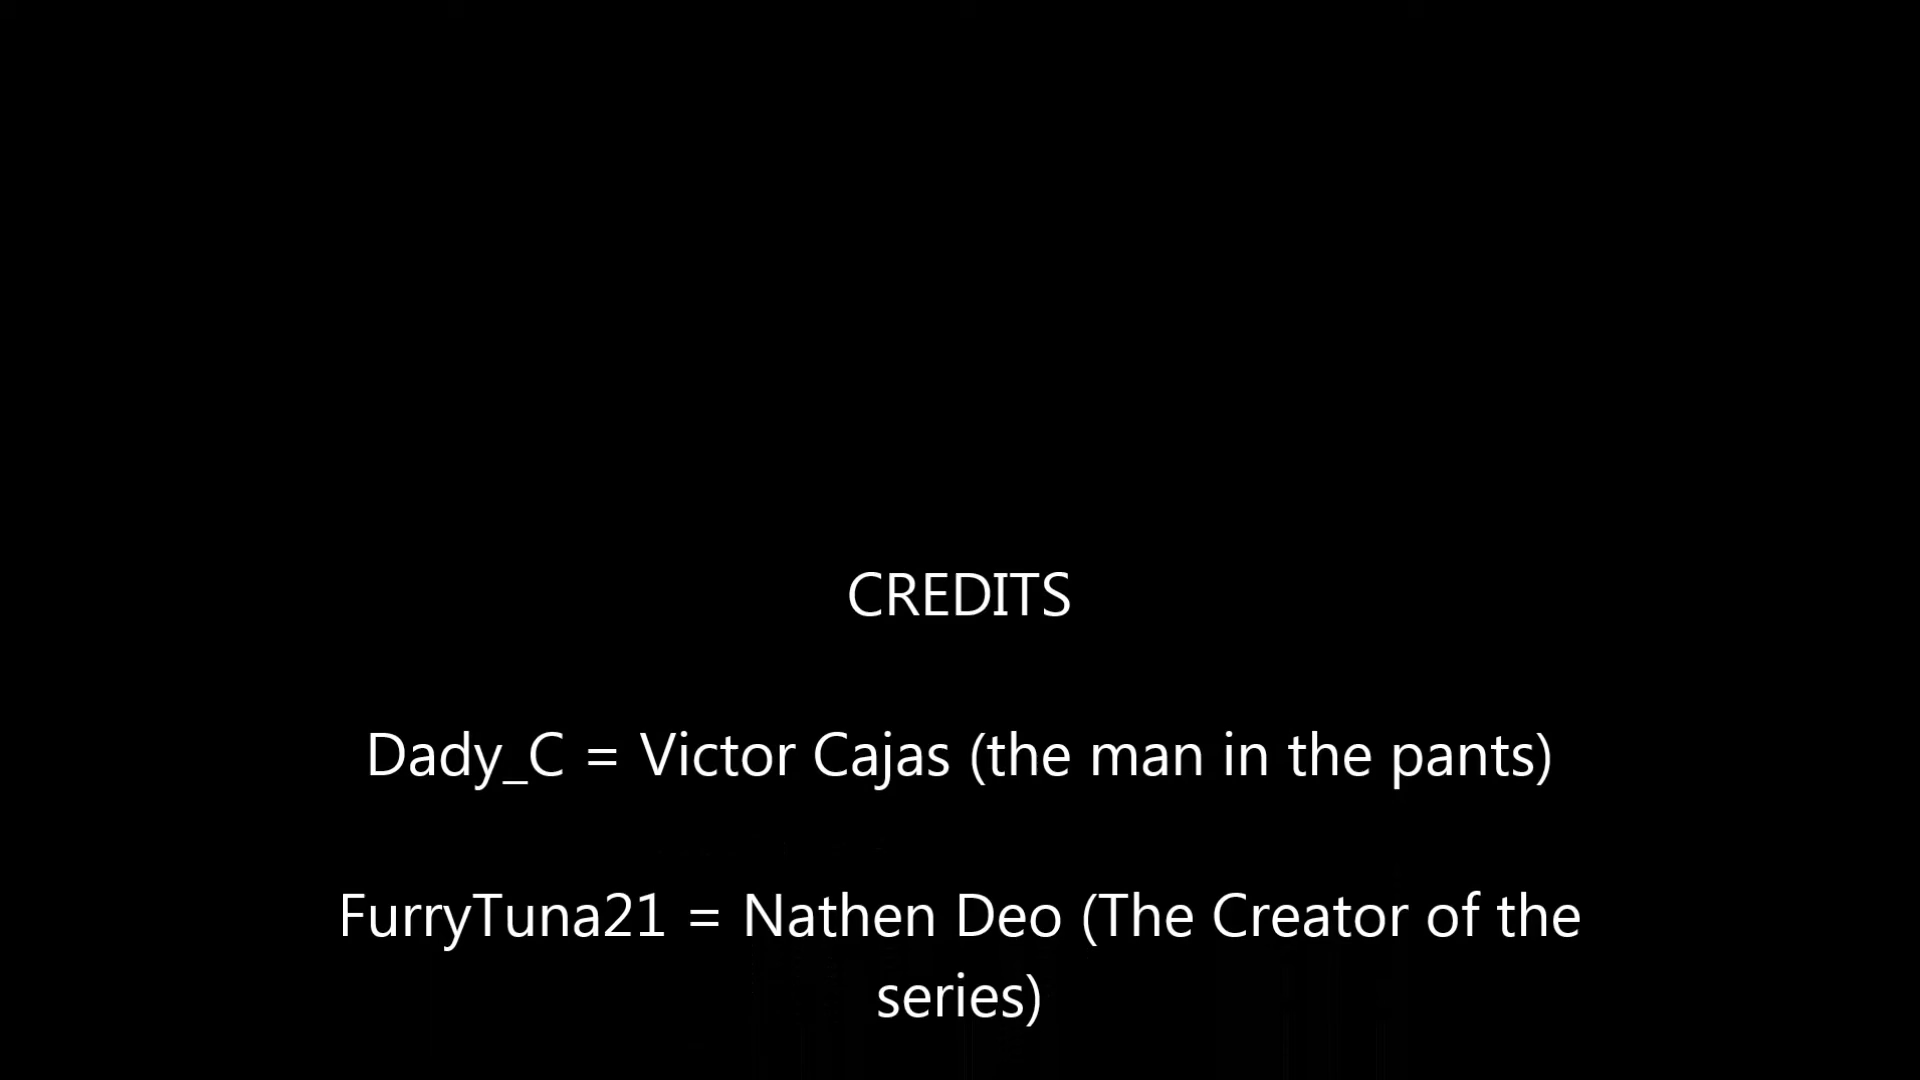 CREDITS
Dady_C = Victor Cajas (the man in the pants)
FurryTuna21 = Nathen Deo (The Creator of the
series)